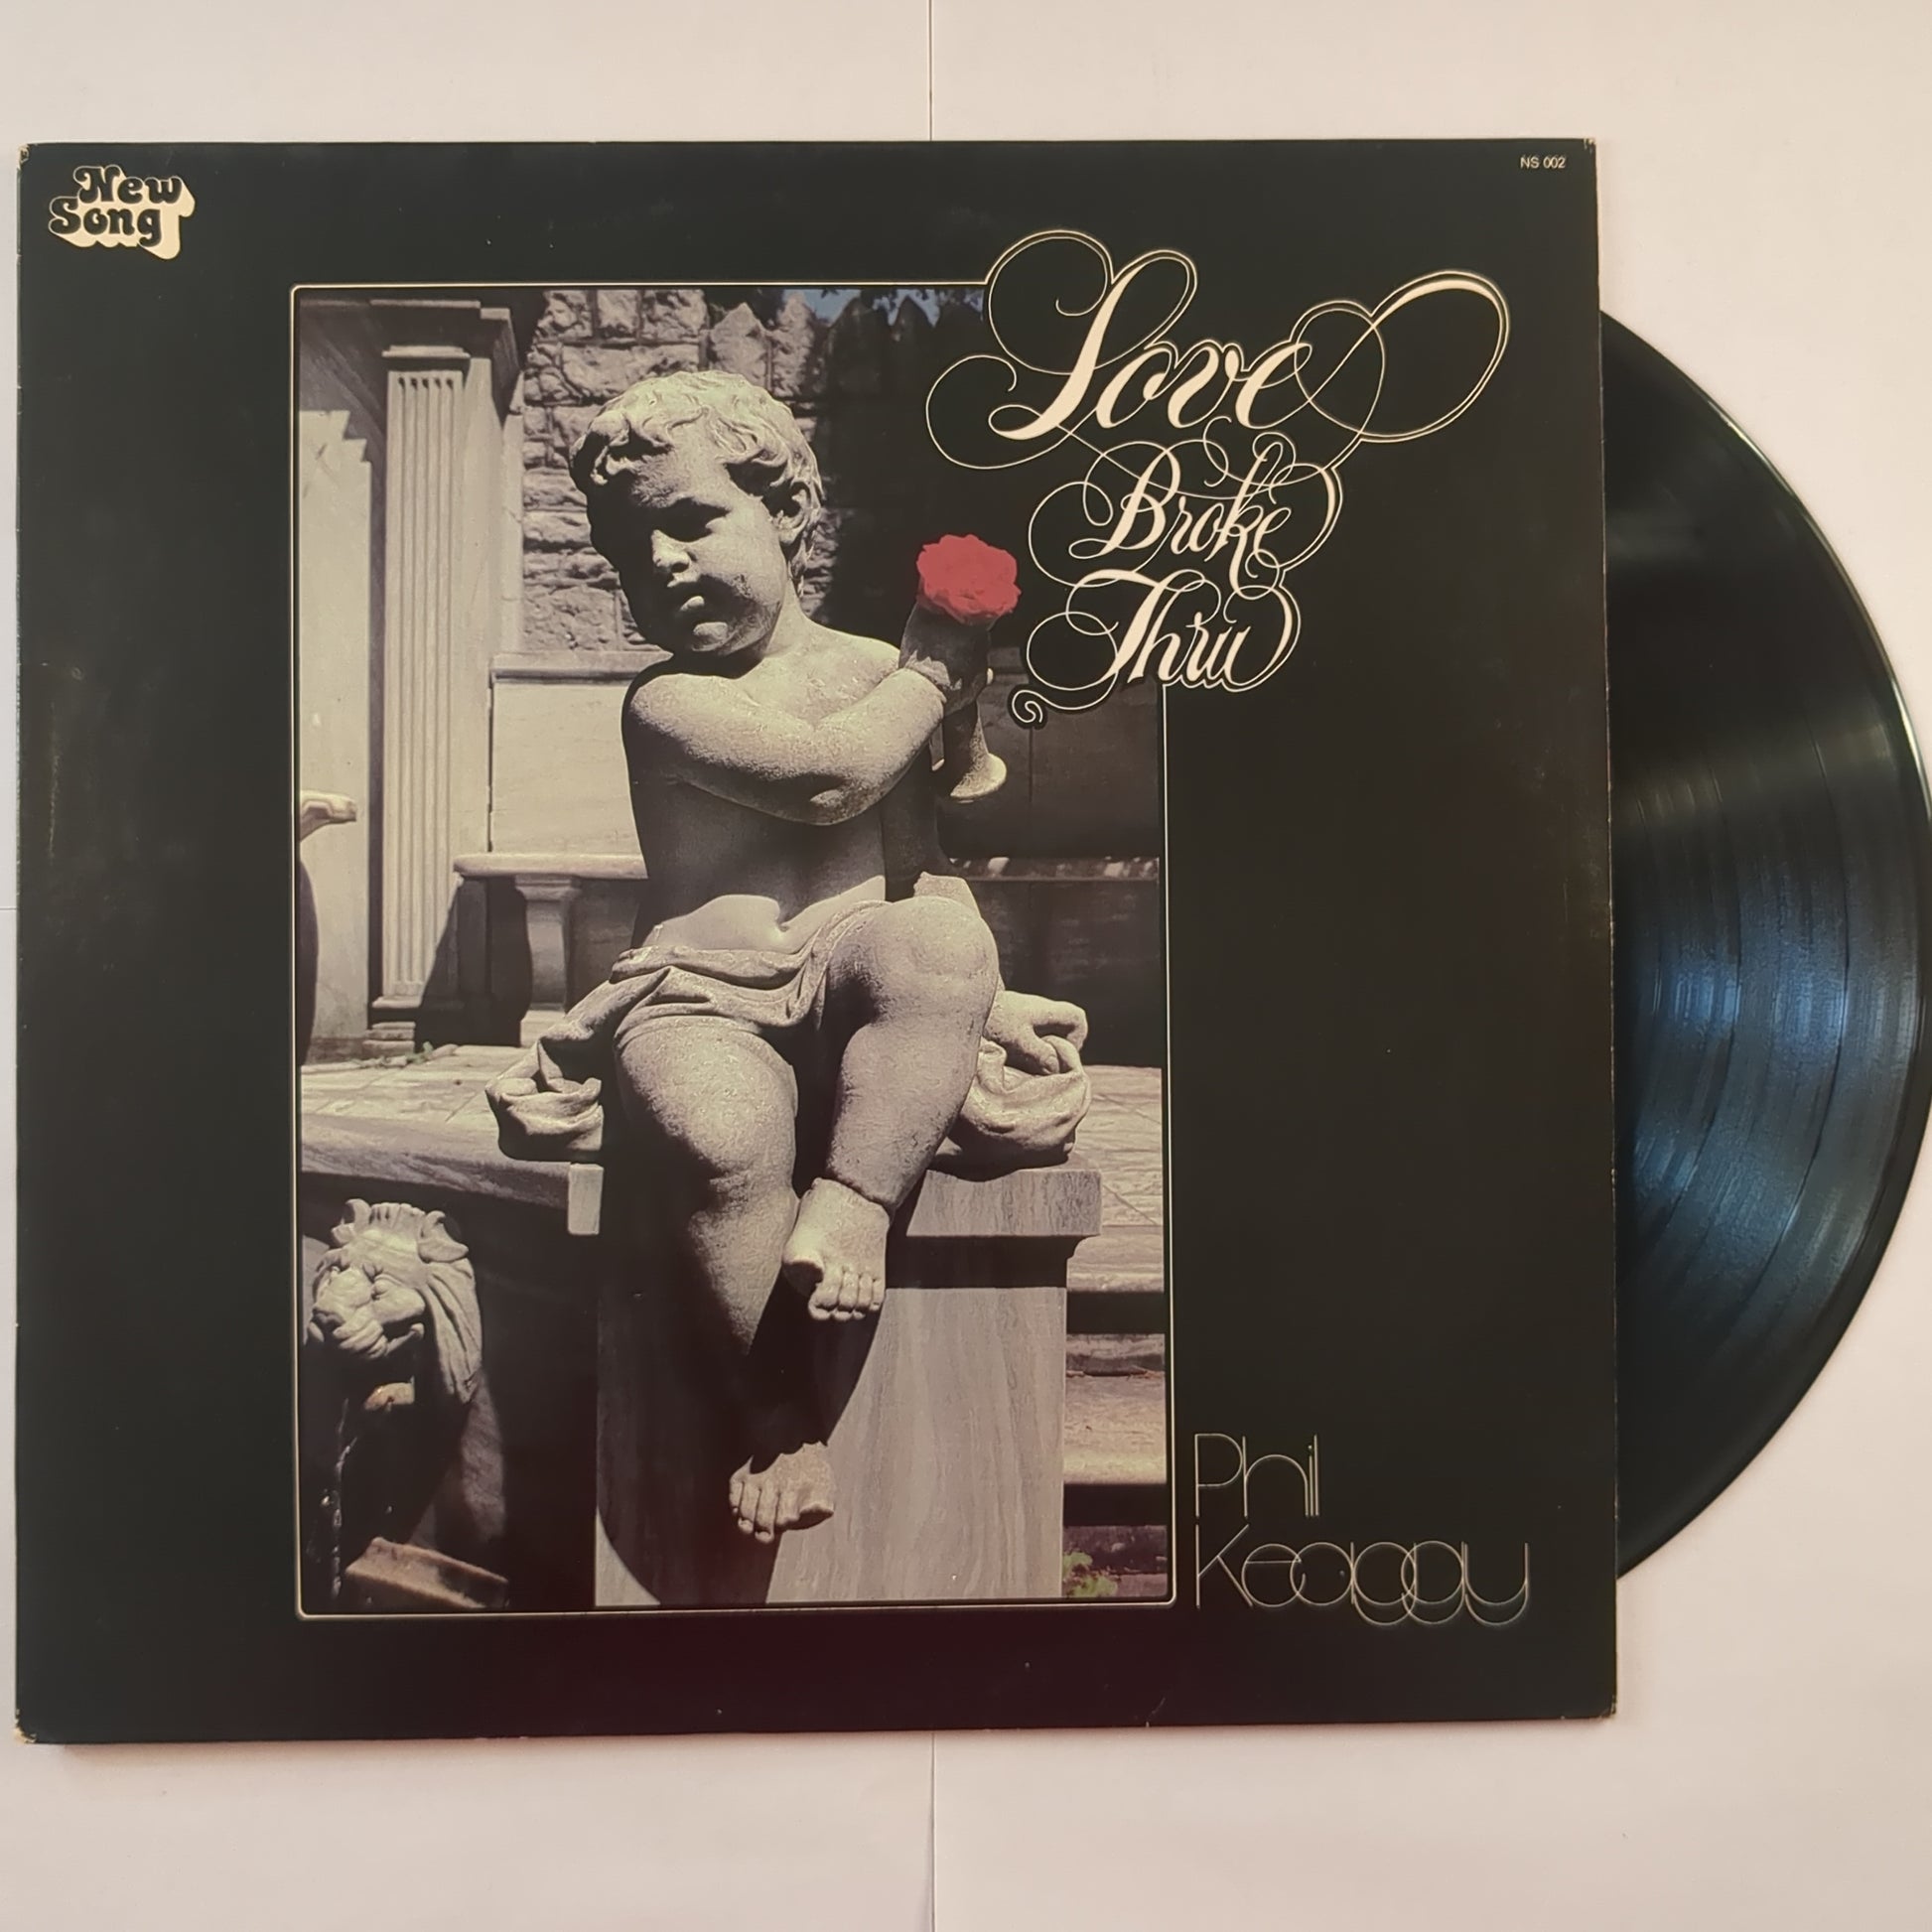 New
Song
NS 002
Love
Broke
Thru
Phil
Keaggy